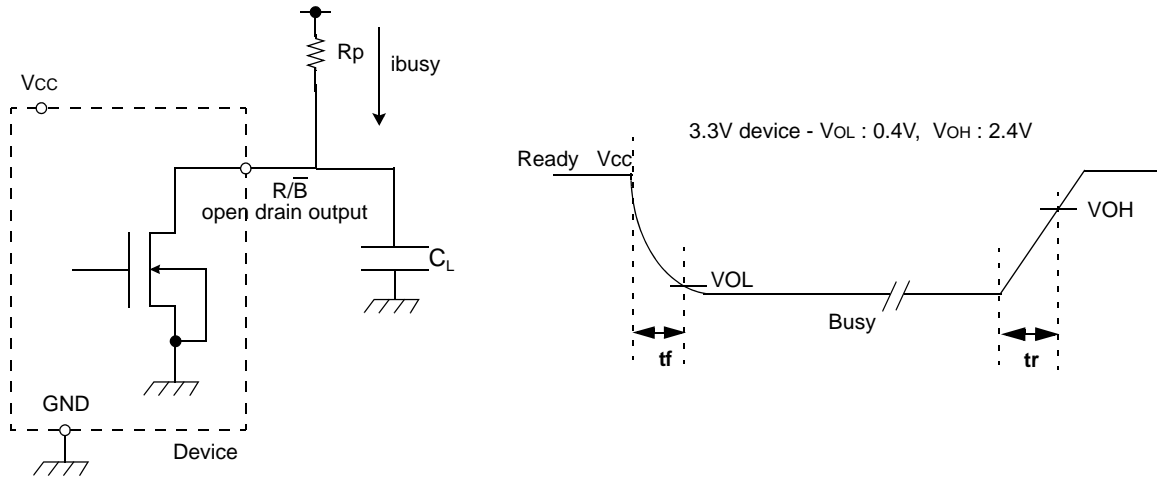 Rp
ibusy
VCC
R/B̅
open drain output
CL
GND
Device
3.3V device - VOL : 0.4V, VOH : 2.4V
Ready Vcc
VOH
VOL
Busy
tf
tr